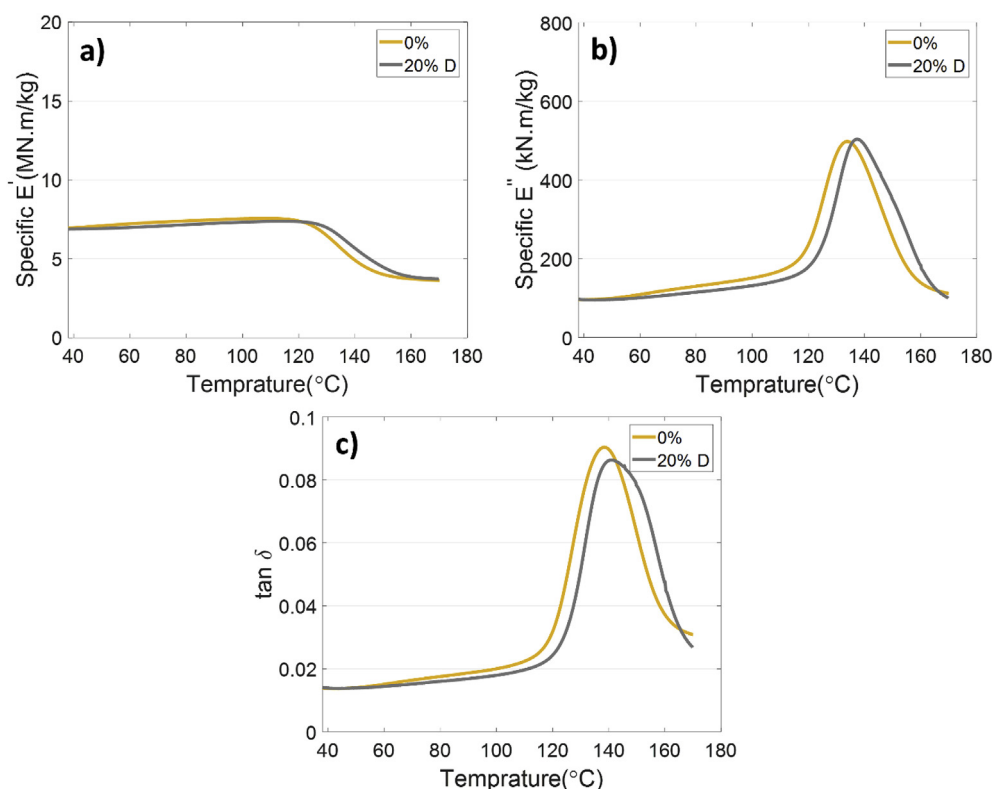 a)
0%
20% D
20
15
10
5
0
40 60 80 100 120 140 160 180
Specific E' (MN.m/kg)
Temprature(°C)
b)
0%
20% D
800
600
400
200
0
40 60 80 100 120 140 160 180
Specific E" (kN.m/kg)
Temprature(°C)
c)
0%
20% D
0.1
0.08
0.06
0.04
0.02
0
40 60 80 100 120 140 160 180
tan δ
Temprature(°C)